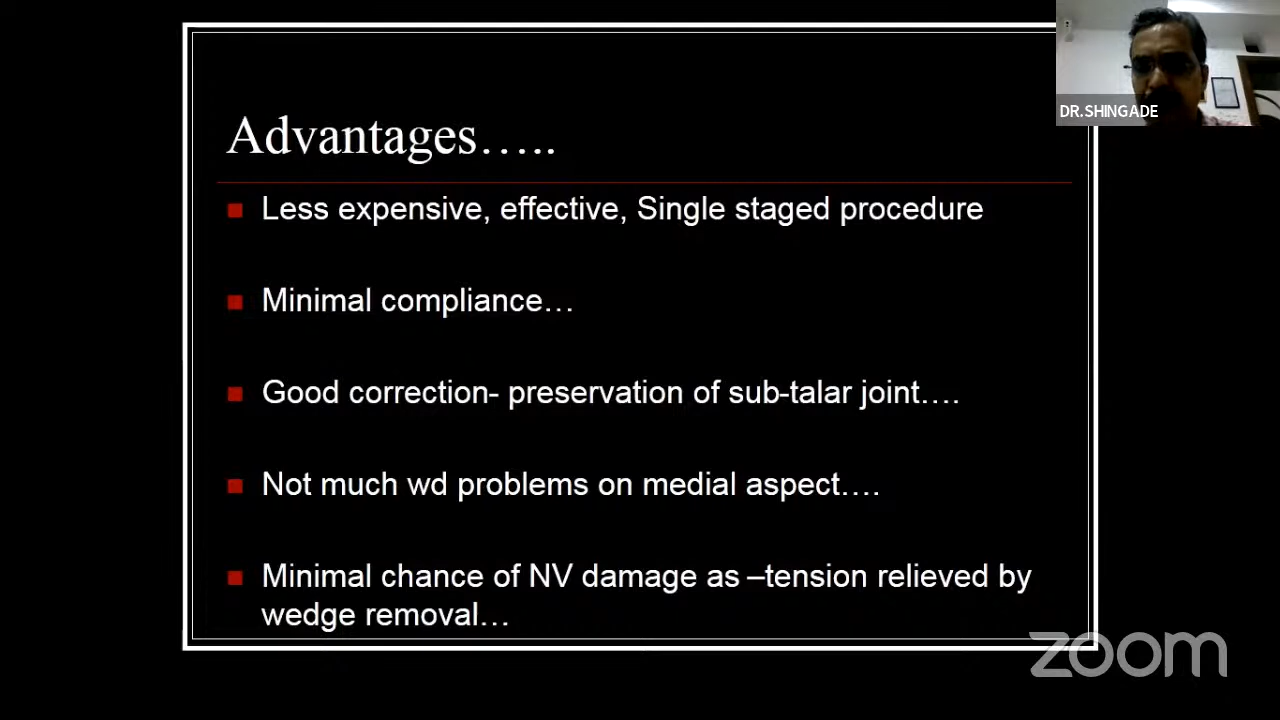 DR.SHINGADE
Advantages…..
Less expensive, effective, Single staged procedure
Minimal compliance…
Good correction- preservation of sub-talar joint….
Not much wd problems on medial aspect….
Minimal chance of NV damage as –tension relieved by
wedge removal…
zoom